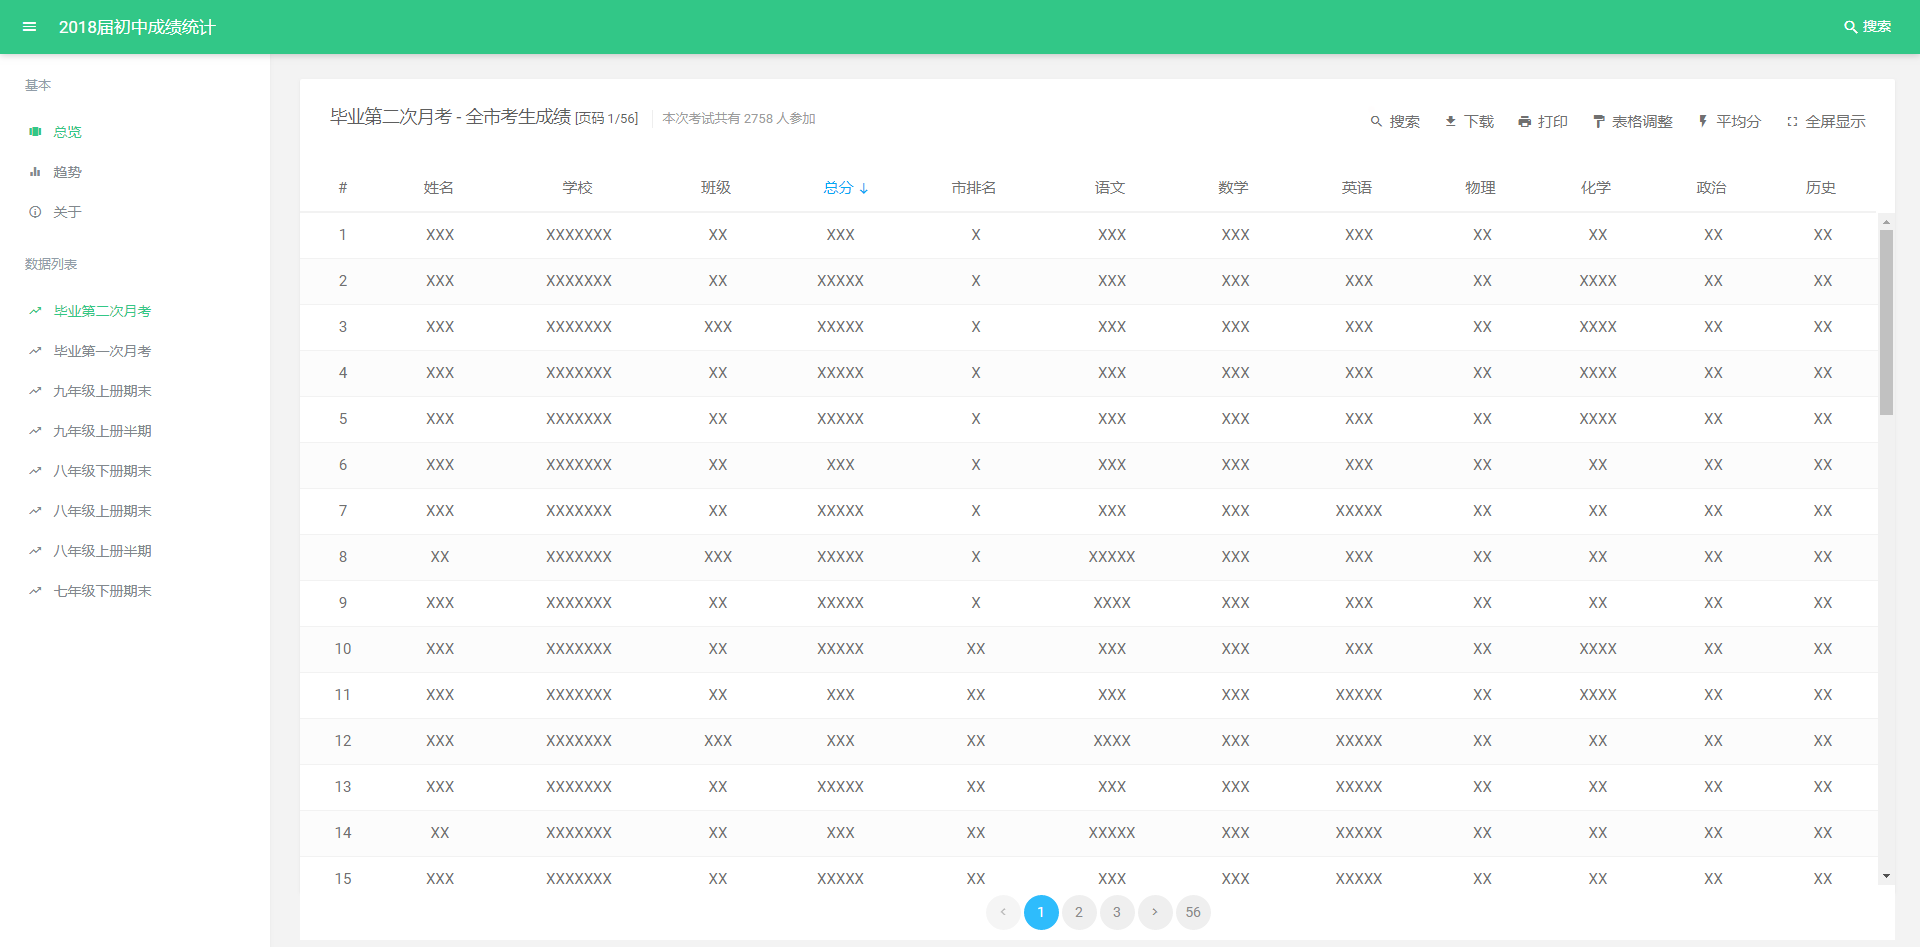 2018届初中成绩统计
搜索
基本
总览
趋势
关于
数据列表
毕业第二次月考
毕业第一次月考
九年级上册期末
九年级上册半期
八年级下册期末
八年级上册期末
八年级上册半期
七年级下册期末
毕业第二次月考 - 全市考生成绩 [页码 1/56] 本次考试共有 2758 人参加
搜索 下载 打印 表格调整 平均分 全屏显示
# 姓名 学校 班级 总分 ↓ 市排名 语文 数学 英语 物理 化学 政治 历史
1 XXX XXXXXXX XX XXX X XXX XXX XXX XX XX XX XX
2 XXX XXXXXXX XX XXXXX X XXX XXX XXX XX XXXX XX XX
3 XXX XXXXXXX XXX XXXXX X XXX XXX XXX XX XXXX XX XX
4 XXX XXXXXXX XX XXXXX X XXX XXX XXX XX XXXX XX XX
5 XXX XXXXXXX XX XXXXX X XXX XXX XXX XX XXXX XX XX
6 XXX XXXXXXX XX XXX X XXX XXX XXX XX XX XX XX
7 XXX XXXXXXX XX XXXXX X XXX XXX XXXXX XX XX XX XX
8 XX XXXXXXX XXX XXXXX X XXXXX XXX XXX XX XX XX XX
9 XXX XXXXXXX XX XXXXX X XXXX XXX XXX XX XX XX XX
10 XXX XXXXXXX XX XXXXX XX XXX XXX XXX XX XXXX XX XX
11 XXX XXXXXXX XX XXX XX XXX XXX XXXXX XX XXXX XX XX
12 XXX XXXXXXX XXX XXX XX XXXX XXX XXXXX XX XX XX XX
13 XXX XXXXXXX XX XXXXX XX XXX XXX XXXXX XX XX XX XX
14 XX XXXXXXX XX XXX XX XXXXX XXX XXXXX XX XX XX XX
15 XXX XXXXXXX XX XXXXX XX XXX XXX XXXXX XX XX XX XX
‹ 1 2 3 › 56